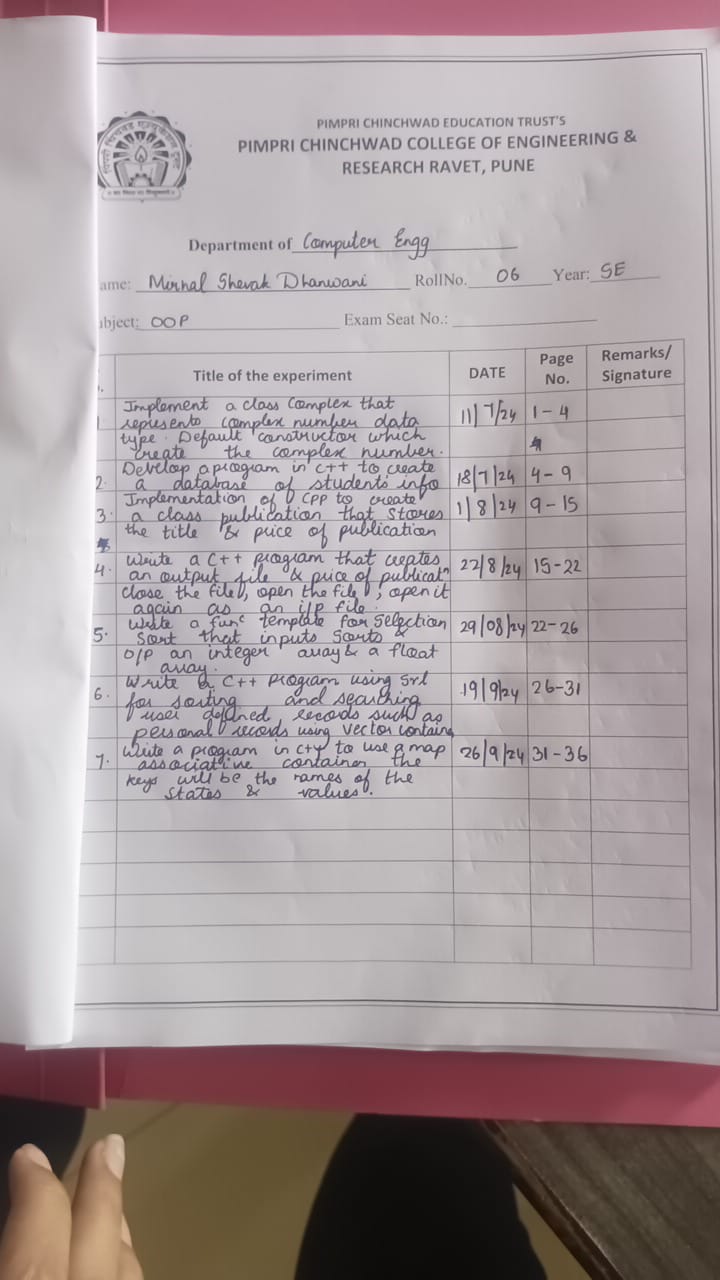 PIMPRI CHINCHWAD EDUCATION TRUST'S
PIMPRI CHINCHWAD COLLEGE OF ENGINEERING &
RESEARCH RAVET, PUNE
Department of Computer Engg
ame: Mirnal Shevak Dhanwani RollNo. 06 Year: SE
bject: OOP Exam Seat No.:
Title of the experiment DATE Page No. Remarks/ Signature
Implement a class Complex that 11/7/24 1-4
represents complex number data
type. Default constructor which
create the complex number.
2. Develop a program in c++ to create 18/7/24 4-9
a database of students info
3. Implementation of CPP to create 1/8/24 9-15
a class publication that stores
the title & price of publication
4. Write a C++ program that creates 22/8/24 15-22
an output file & price of publicatn
close the file, open the file, open it
again as an i/p file.
5. Write a func template for selection 29/08/24 22-26
Sort that inputs sorts &
O/P an integer array & a float
array.
6. Write a C++ program using Srl 19/9/24 26-31
for sorting and searching
user defined records such as
personal records using vector contains
7. Write a program in c++ to use a map 26/9/24 31-36
associative container the
keys will be the names of the
states & values.